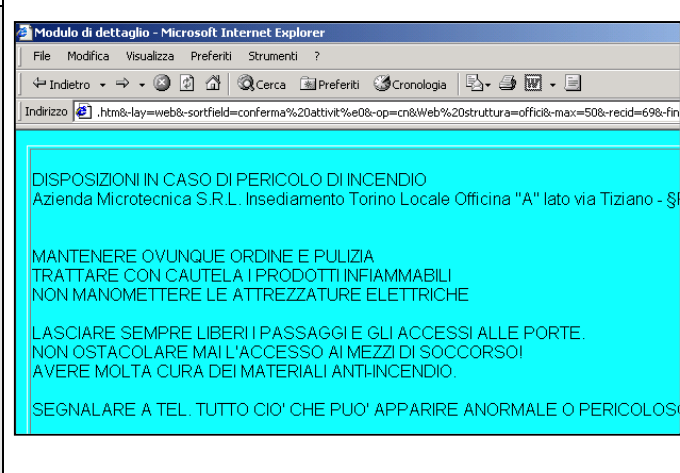 Modulo di dettaglio - Microsoft Internet Explorer
File Modifica Visualizza Preferiti Strumenti ?
Indietro Cerca Preferiti Cronologia
Indirizzo .htm&-lay=web&-sortfield=conferma%20attivit%e0&-op=cn&Web%20struttura=offici&-max=50&-recid=69&-fin
DISPOSIZIONI IN CASO DI PERICOLO DI INCENDIO
Azienda Microtecnica S.R.L. Insediamento Torino Locale Officina "A" lato via Tiziano - §
MANTENERE OVUNQUE ORDINE E PULIZIA
TRATTARE CON CAUTELA I PRODOTTI INFIAMMABILI
NON MANOMETTERE LE ATTREZZATURE ELETTRICHE
LASCIARE SEMPRE LIBERI I PASSAGGI E GLI ACCESSI ALLE PORTE.
NON OSTACOLARE MAI L'ACCESSO AI MEZZI DI SOCCORSO!
AVERE MOLTA CURA DEI MATERIALI ANTI-INCENDIO.
SEGNALARE A TEL. TUTTO CIO' CHE PUO' APPARIRE ANORMALE O PERICOLOSO